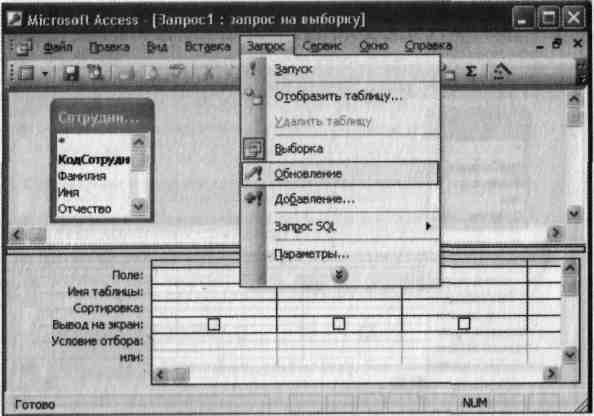 Microsoft Access - [Запрос1 : запрос на выборку]
Файл Правка Вид Вставка Запрос Сервис Окно Справка
Запуск
Отобразить таблицу...
Удалить таблицу
Выборка
Обновление
Добавление...
Запрос SQL
Параметры...
Сотрудни...
*
КодСотрудн
Фамилия
Имя
Отчество
Поле:
Имя таблицы:
Сортировка:
Вывод на экран:
Условие отбора:
или:
Готово NUM